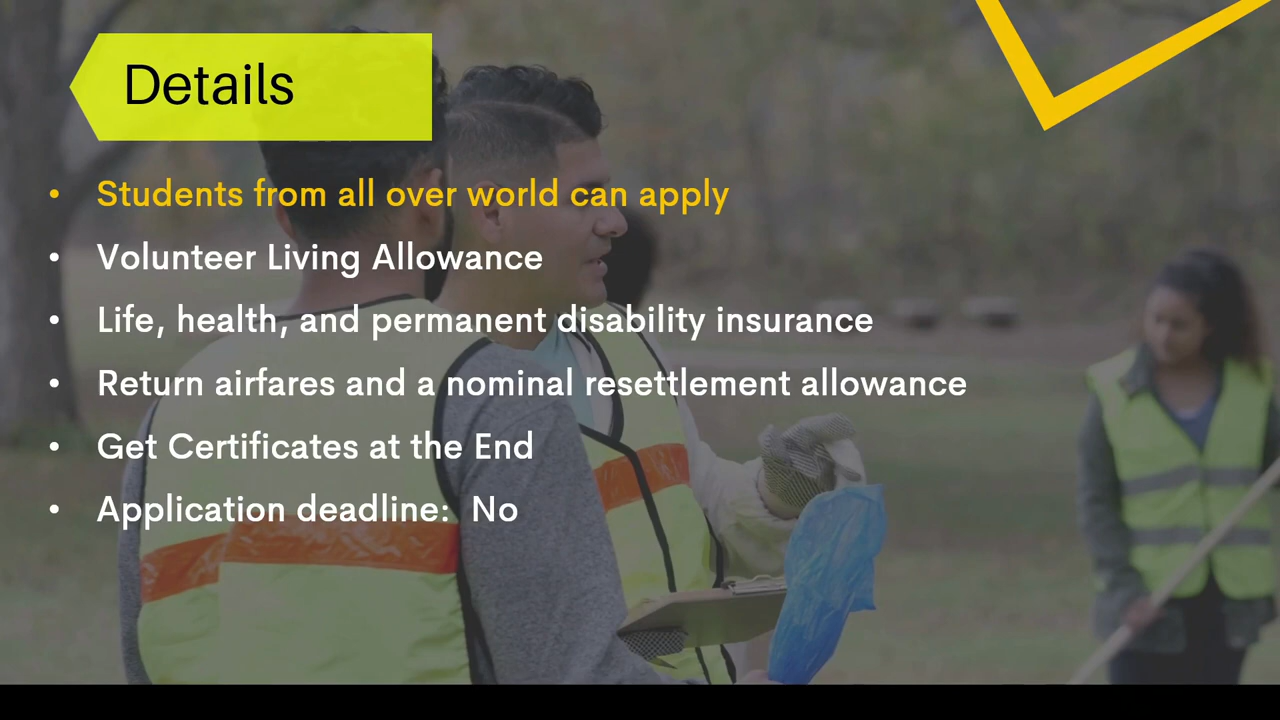 Details
• Students from all over world can apply
• Volunteer Living Allowance
• Life, health, and permanent disability insurance
• Return airfares and a nominal resettlement allowance
• Get Certificates at the End
• Application deadline: No